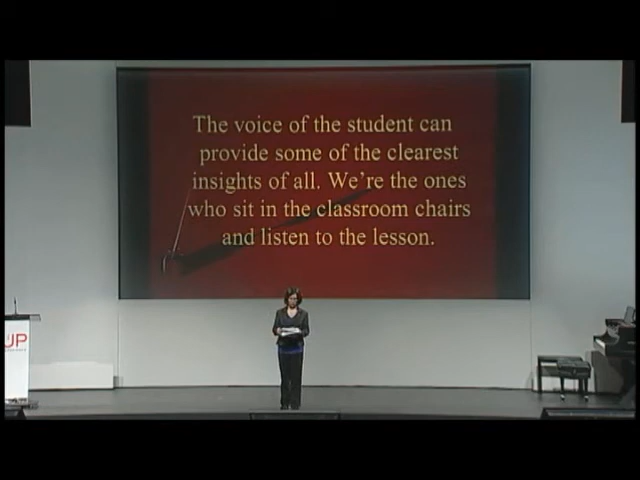 The voice of the student can
provide some of the clearest
insights of all. We're the ones
who sit in the classroom chairs
and listen to the lesson.
UP